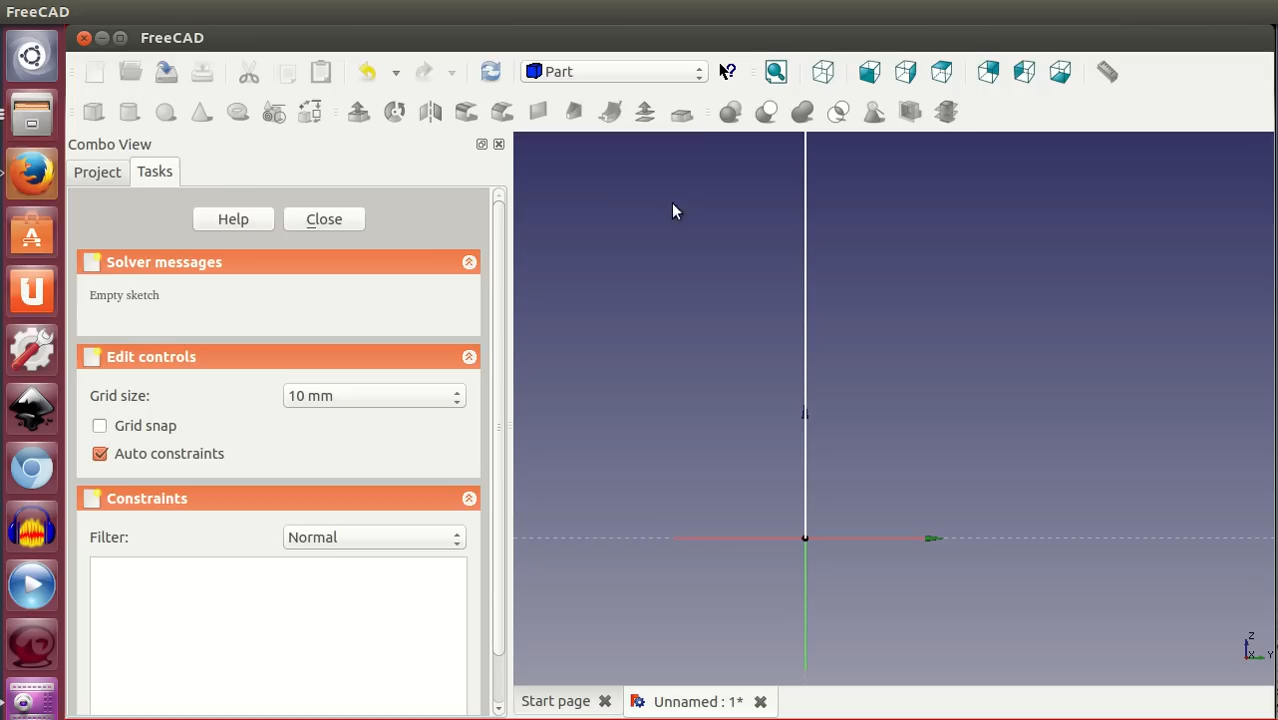 FreeCAD
FreeCAD
Part
Combo View
Project
Tasks
Help
Close
Solver messages
Empty sketch
Edit controls
Grid size:
10 mm
Grid snap
Auto constraints
Constraints
Filter:
Normal
Z
X
Y
Start page
Unnamed : 1*